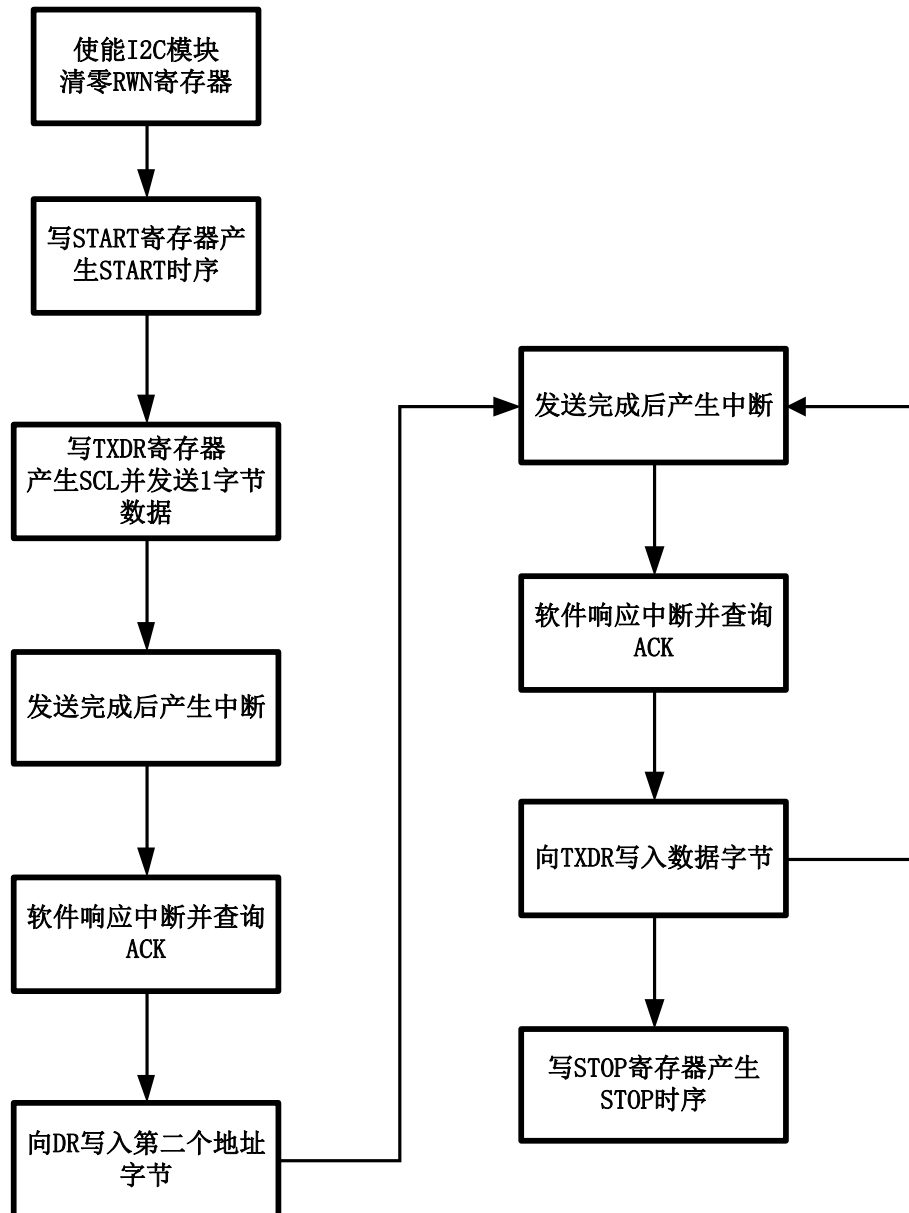 使能I2C模块
清零RWN寄存器
写START寄存器产
生START时序
写TXDR寄存器
产生SCL并发送1字节
数据
发送完成后产生中断
软件响应中断并查询
ACK
向DR写入第二个地址
字节
发送完成后产生中断
软件响应中断并查询
ACK
向TXDR写入数据字节
写STOP寄存器产生
STOP时序